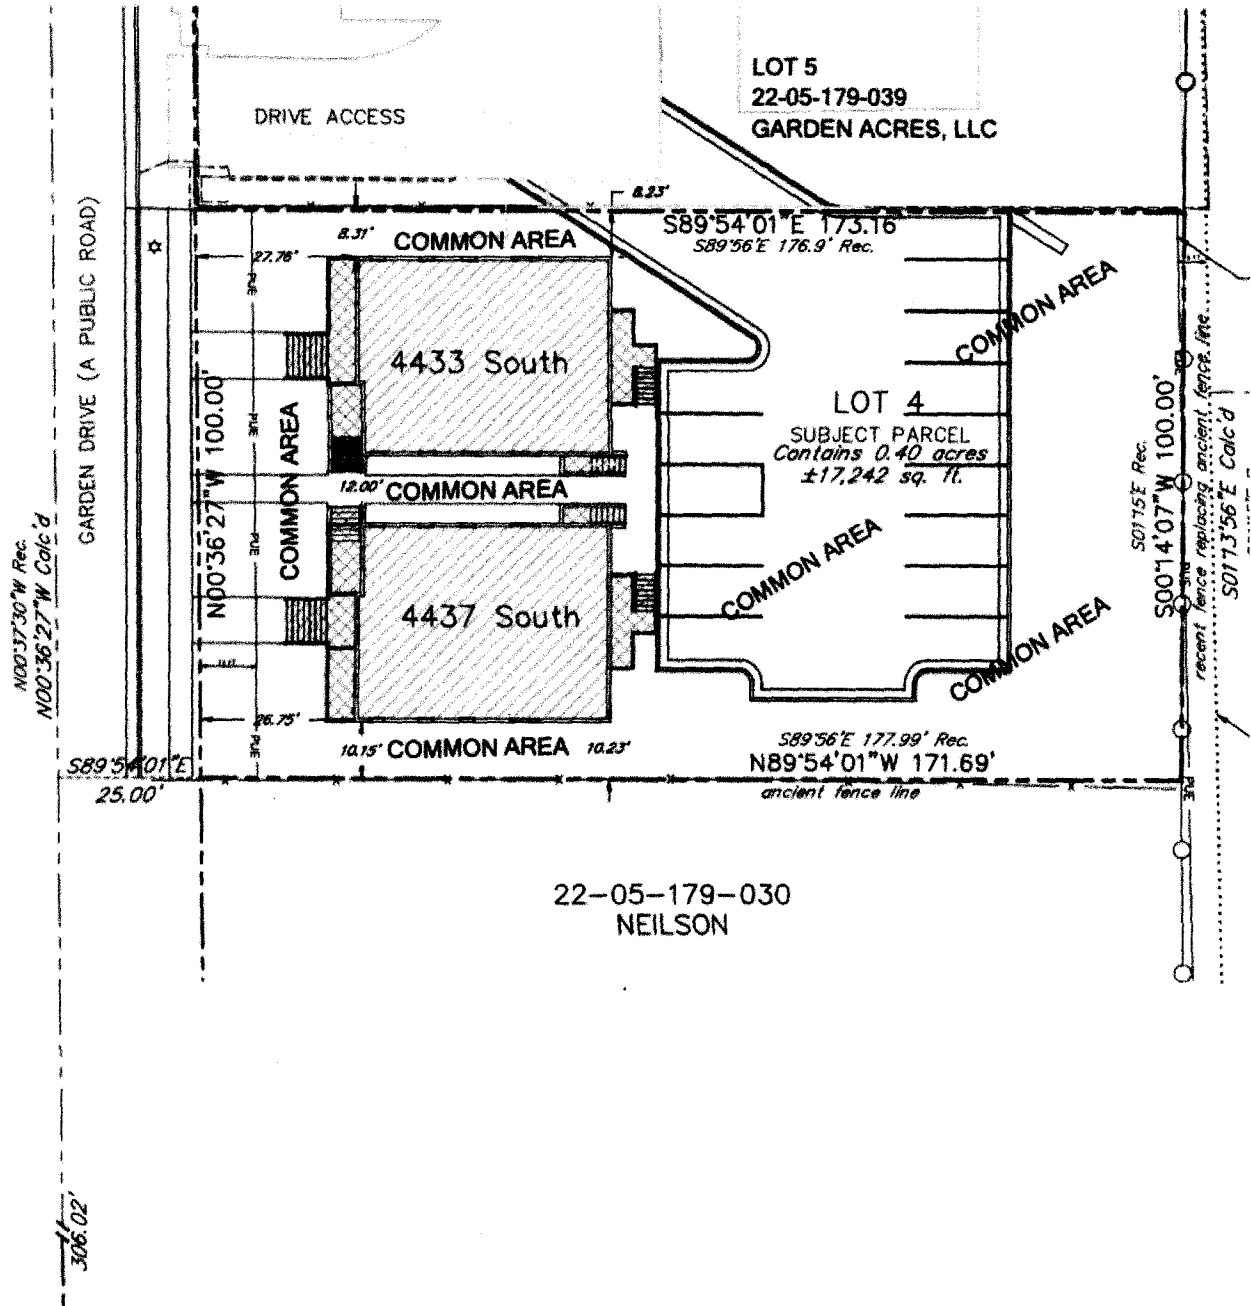 LOT 5
22-05-179-039
GARDEN ACRES, LLC
DRIVE ACCESS
8.23'
S89°54'01"E 173.16'
S89°56'E 176.9' Rec.
8.31'
COMMON AREA
27.76'
PUE
GARDEN DRIVE (A PUBLIC ROAD)
4433 South
COMMON AREA
LOT 4
SUBJECT PARCEL
Contains 0.40 acres
±17,242 sq. ft.
N00°36'27"W 100.00'
PUE
COMMON AREA
12.00'
COMMON AREA
COMMON AREA
S01°15'E Rec.
S00°14'07"W 100.00'
recent fence replacing ancient fence line
S01°13'56"E Calc'd
N00°37'30"W Rec.
N00°36'27"W Calc'd
PUE
4437 South
COMMON AREA
26.75'
PUE
10.15'
COMMON AREA
10.23'
S89°56'E 177.99' Rec.
N89°54'01"W 171.69'
ancient fence line
PUE
S89°54'01"E
25.00'
22-05-179-030
NEILSON
306.02'